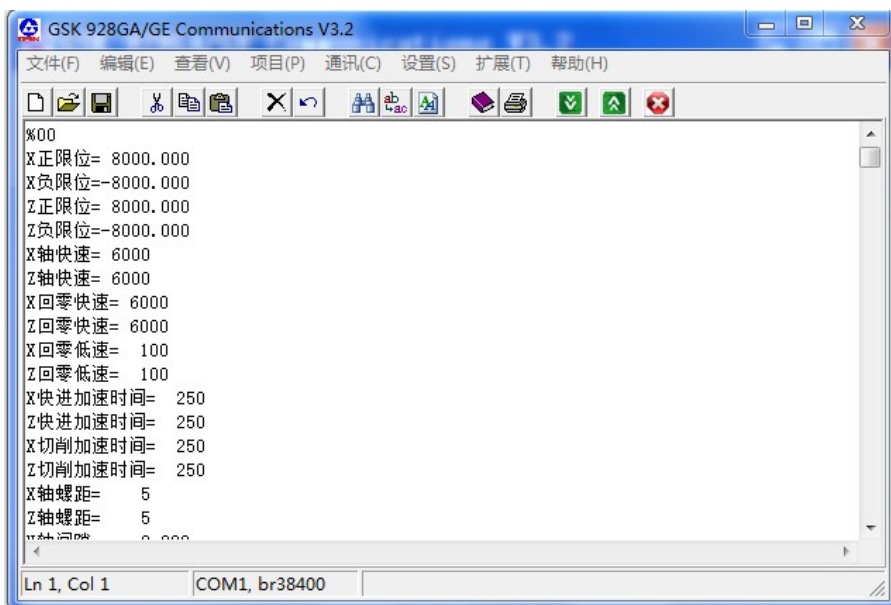 GSK 928GA/GE Communications V3.2
文件(F) 编辑(E) 查看(V) 项目(P) 通讯(C) 设置(S) 扩展(T) 帮助(H)
%00
X正限位= 8000.000
X负限位=-8000.000
Z正限位= 8000.000
Z负限位=-8000.000
X轴快速= 6000
Z轴快速= 6000
X回零快速= 6000
Z回零快速= 6000
X回零低速=  100
Z回零低速=  100
X快进加速时间=  250
Z快进加速时间=  250
X切削加速时间=  250
Z切削加速时间=  250
X轴螺距=    5
Z轴螺距=    5
Ln 1, Col 1 COM1, br38400